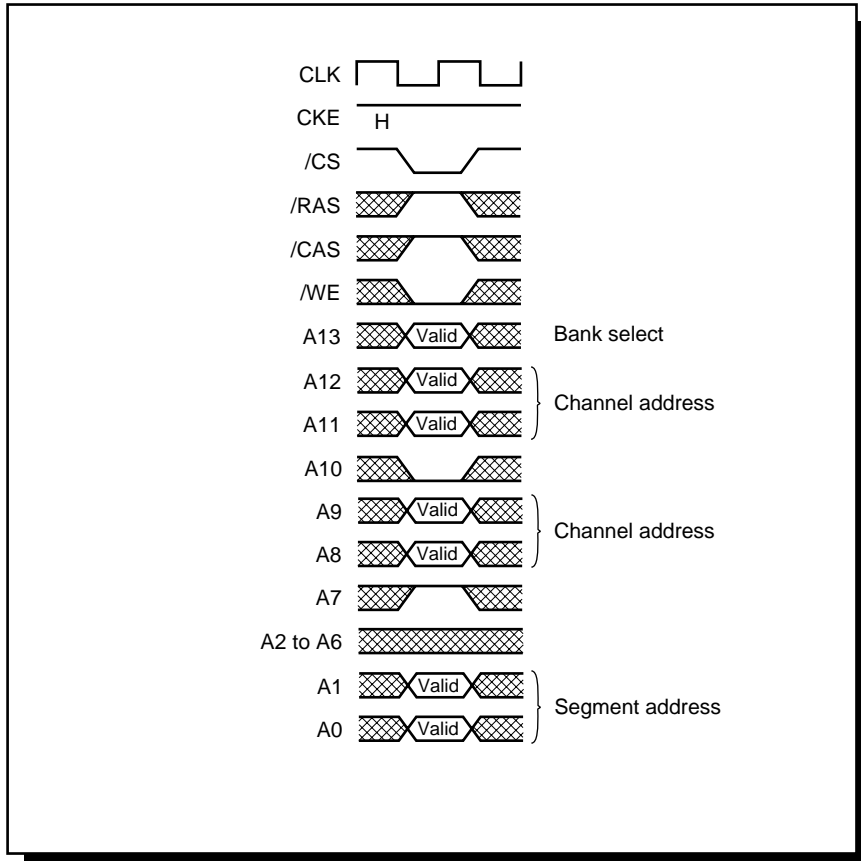 CLK
CKE H
/CS
/RAS
/CAS
/WE
A13 Valid Bank select
A12 Valid
Channel address
A11 Valid
A10
A9 Valid
Channel address
A8 Valid
A7
A2 to A6
A1 Valid
Segment address
A0 Valid